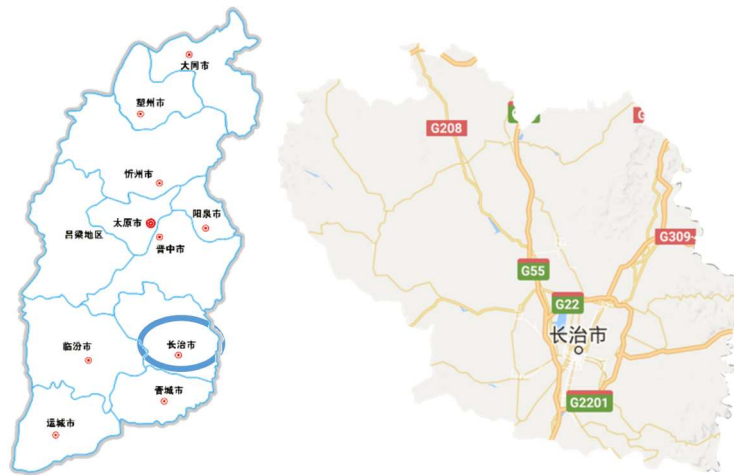 大同市
塑州市
忻州市
太原市
阳泉市
吕梁地区
晋中市
临汾市
长治市
晋城市
运城市
G208
G309
G55
G22
长治市
G2201